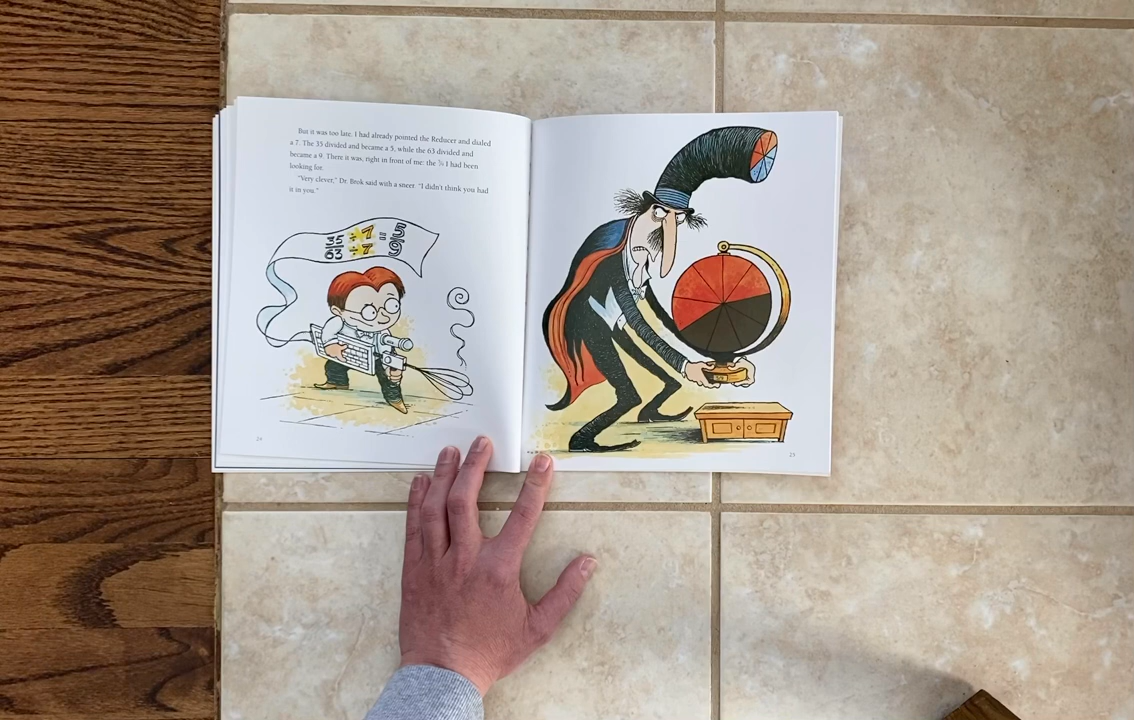 But it was too late. I had already pointed the Reducer and dialed
a 7. The 35 divided and became a 5, while the 63 divided and
became a 9. There it was, right in front of me: the 5/9 I had been
looking for.
"Very clever," Dr. Brok said with a sneer. "I didn't think you had
it in you."
35 ÷ 7 = 5
63 ÷ 7 = 9
24
25